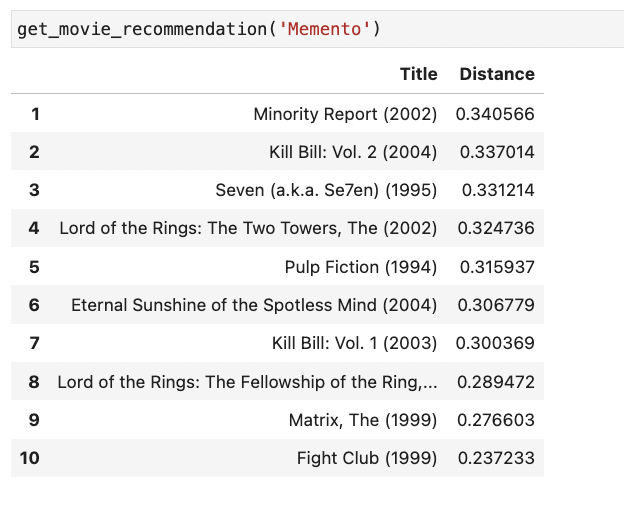 get_movie_recommendation('Memento')
Title Distance
1 Minority Report (2002) 0.340566
2 Kill Bill: Vol. 2 (2004) 0.337014
3 Seven (a.k.a. Se7en) (1995) 0.331214
4 Lord of the Rings: The Two Towers, The (2002) 0.324736
5 Pulp Fiction (1994) 0.315937
6 Eternal Sunshine of the Spotless Mind (2004) 0.306779
7 Kill Bill: Vol. 1 (2003) 0.300369
8 Lord of the Rings: The Fellowship of the Ring,... 0.289472
9 Matrix, The (1999) 0.276603
10 Fight Club (1999) 0.237233